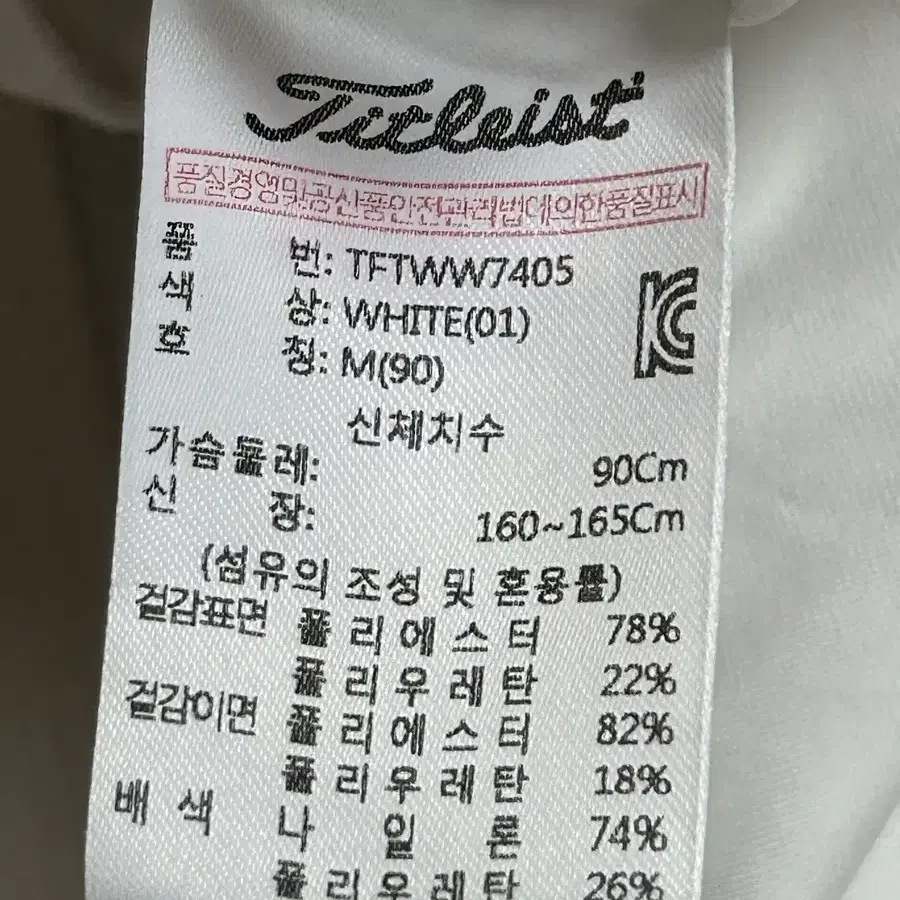 Titleist
품질경영및공산품안전관리법에의한품질표시
품 번: TFTWW7405
색 상: WHITE(01)
호 칭: M(90)
신체치수
가슴둘레: 90Cm
신 장: 160~165Cm
(섬유의 조성 및 혼용률)
겉감표면 폴리에스터 78%
폴리우레탄 22%
겉감이면 폴리에스터 82%
폴리우레탄 18%
배 색 나일론 74%
폴리우레탄 26%